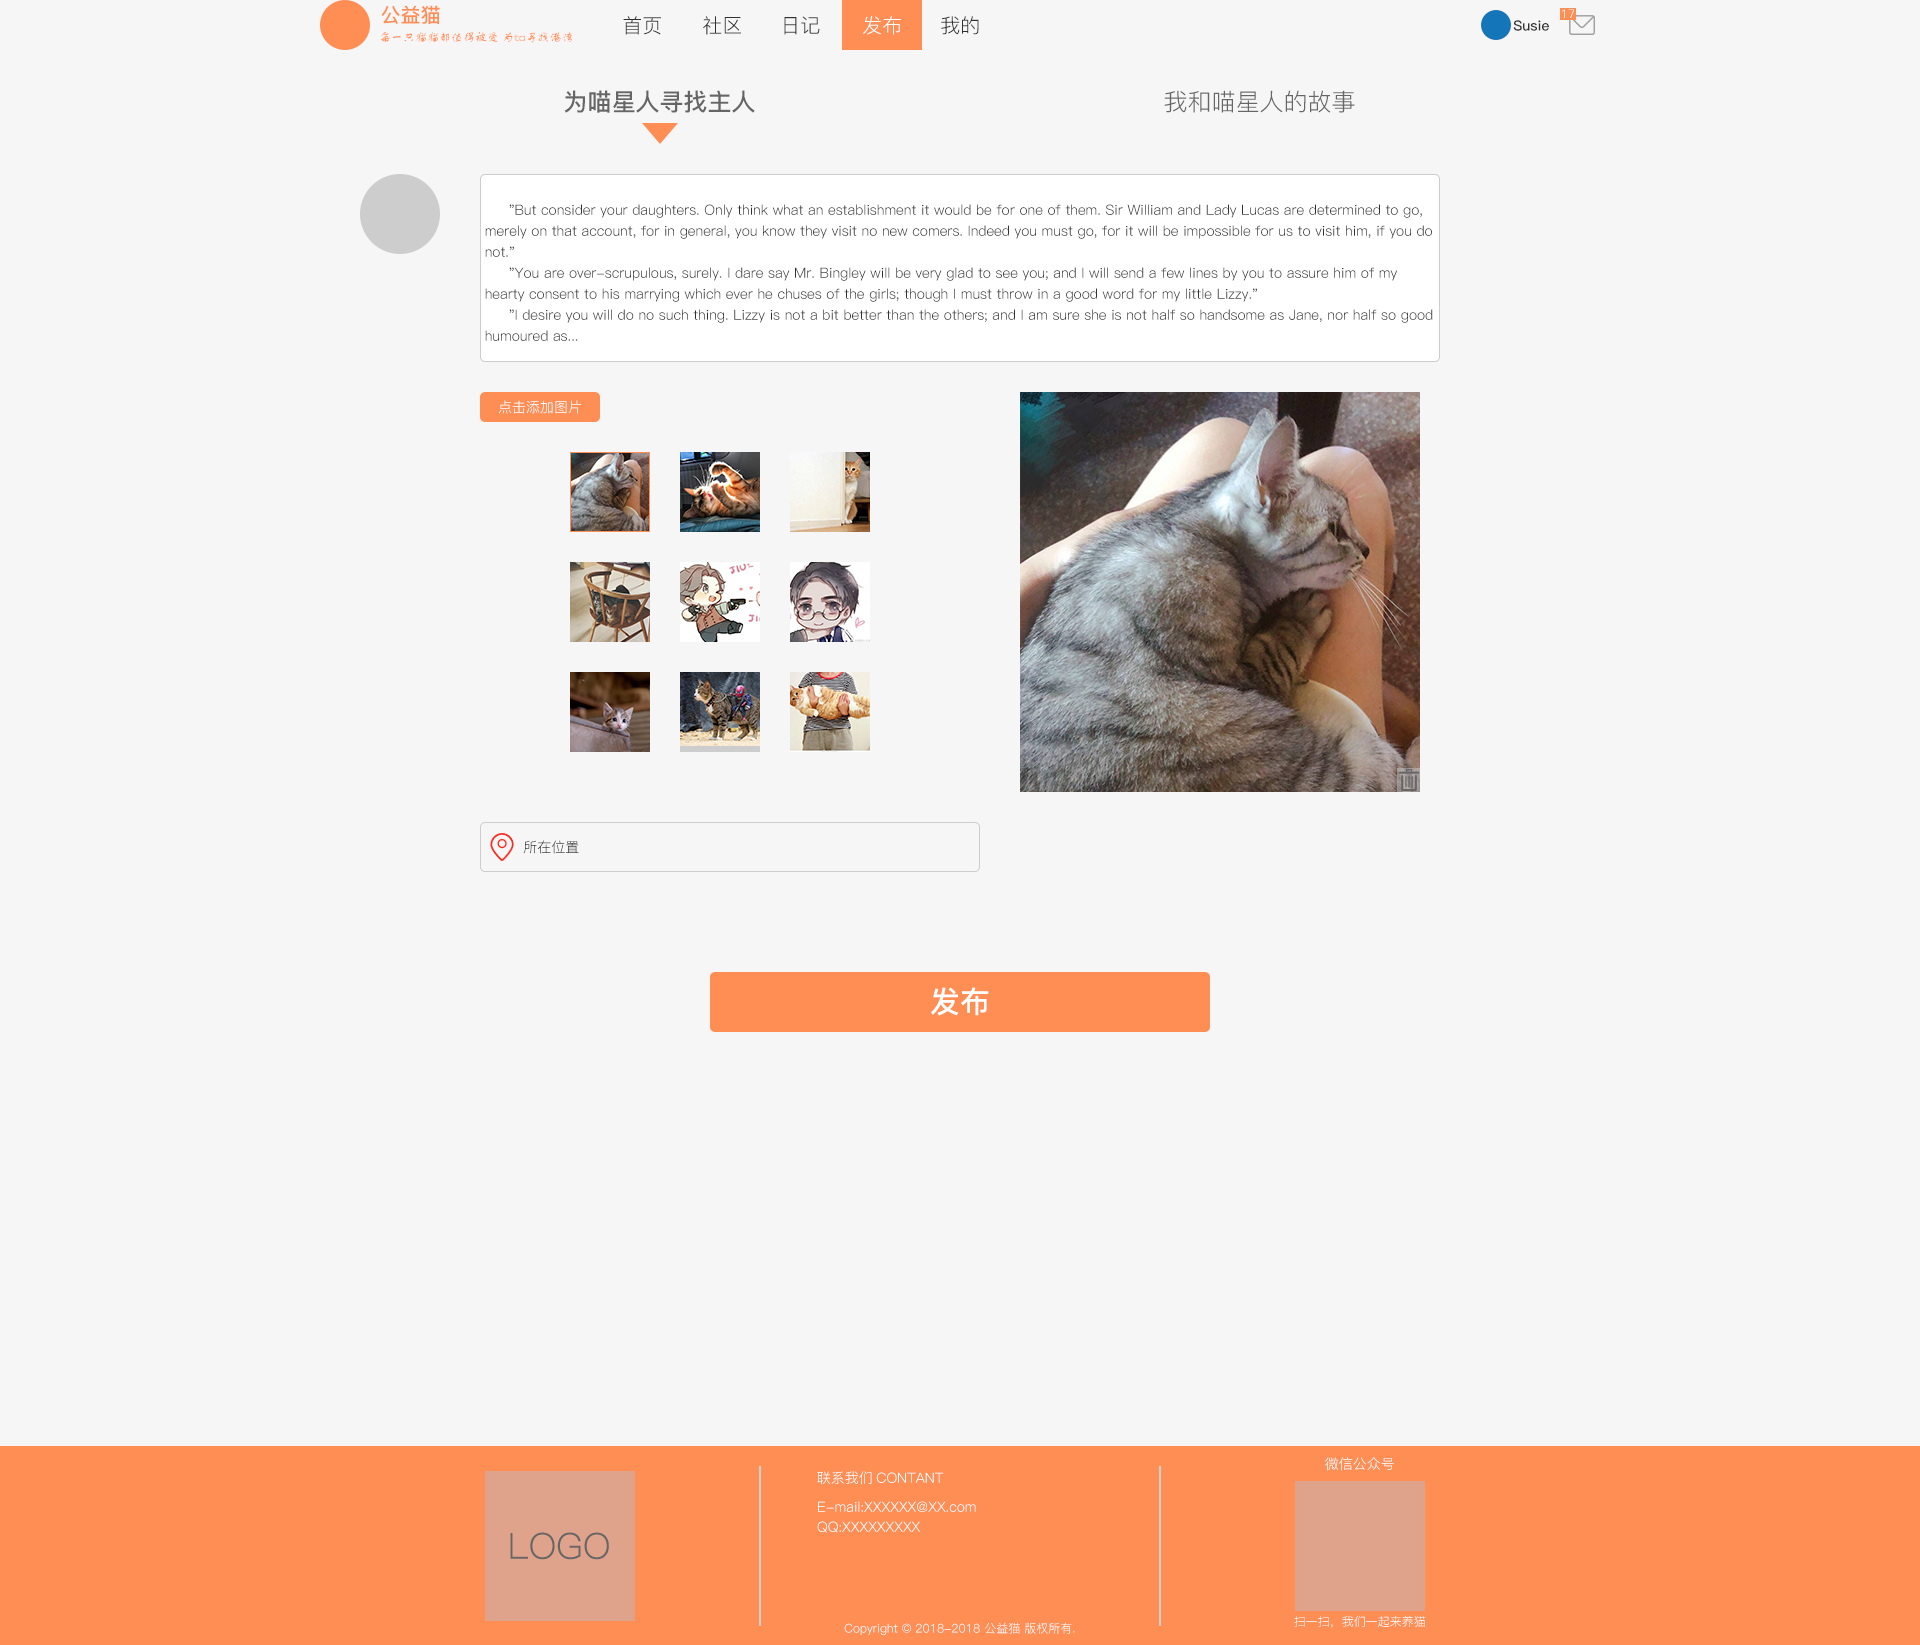 公益猫
每一只猫猫都值得被爱
首页 社区 日记 发布 我的
Susie
17
为喵星人寻找主人 我和喵星人的故事
"But consider your daughters. Only think what an establishment it would be for one of them. Sir William and Lady Lucas are determined to go,
merely on that account, for in general, you know they visit no new comers. Indeed you must go, for it will be impossible for us to visit him, if you do
not."
"You are over-scrupulous, surely. I dare say Mr. Bingley will be very glad to see you; and I will send a few lines by you to assure him of my
hearty consent to his marrying which ever he chuses of the girls; though I must throw in a good word for my little Lizzy."
"I desire you will do no such thing. Lizzy is not a bit better than the others; and I am sure she is not half so handsome as Jane, nor half so good
humoured as...
点击添加图片
所在位置
发布
LOGO
联系我们 CONTANT
E-mail:XXXXXX@XX.com
QQ:XXXXXXXXX
Copyright © 2018-2018 公益猫 版权所有.
微信公众号
扫一扫，我们一起来养猫